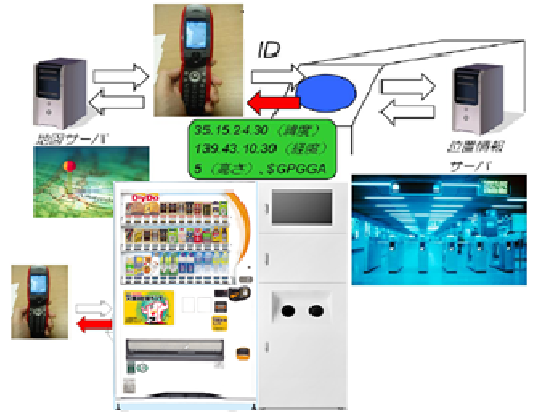 ID
35.15.24.30（緯度）
139.43.10.30（経度）
5（高さ）、$GPGGA
地図サーバ
位置情報
サーバ
DyDo